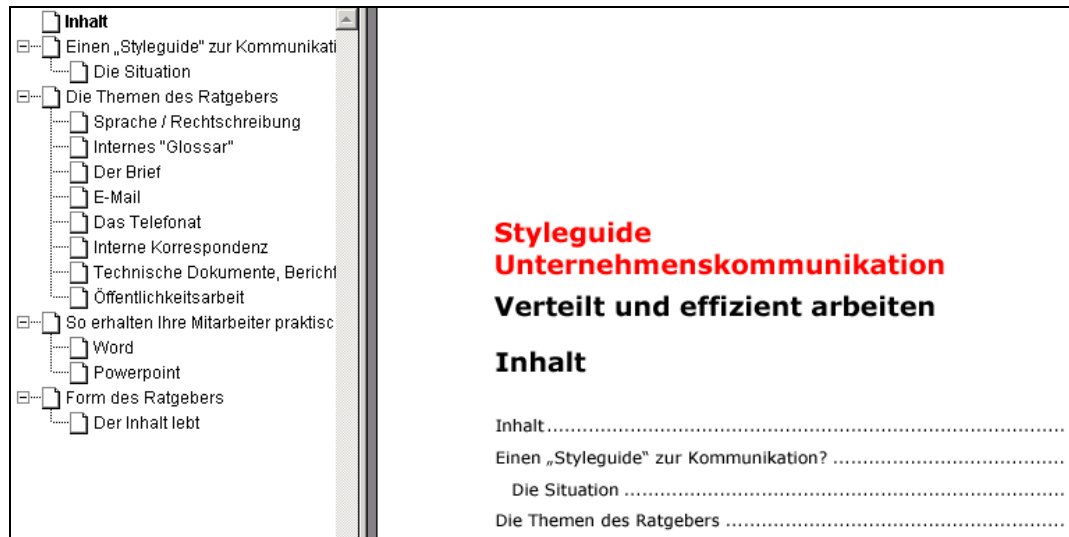 Inhalt
Einen „Styleguide" zur Kommunikati
Die Situation
Die Themen des Ratgebers
Sprache / Rechtschreibung
Internes "Glossar"
Der Brief
E-Mail
Das Telefonat
Interne Korrespondenz
Technische Dokumente, Bericht
Öffentlichkeitsarbeit
So erhalten Ihre Mitarbeiter praktisc
Word
Powerpoint
Form des Ratgebers
Der Inhalt lebt
Styleguide
Unternehmenskommunikation
Verteilt und effizient arbeiten
Inhalt
Inhalt
Einen „Styleguide“ zur Kommunikation?
Die Situation
Die Themen des Ratgebers